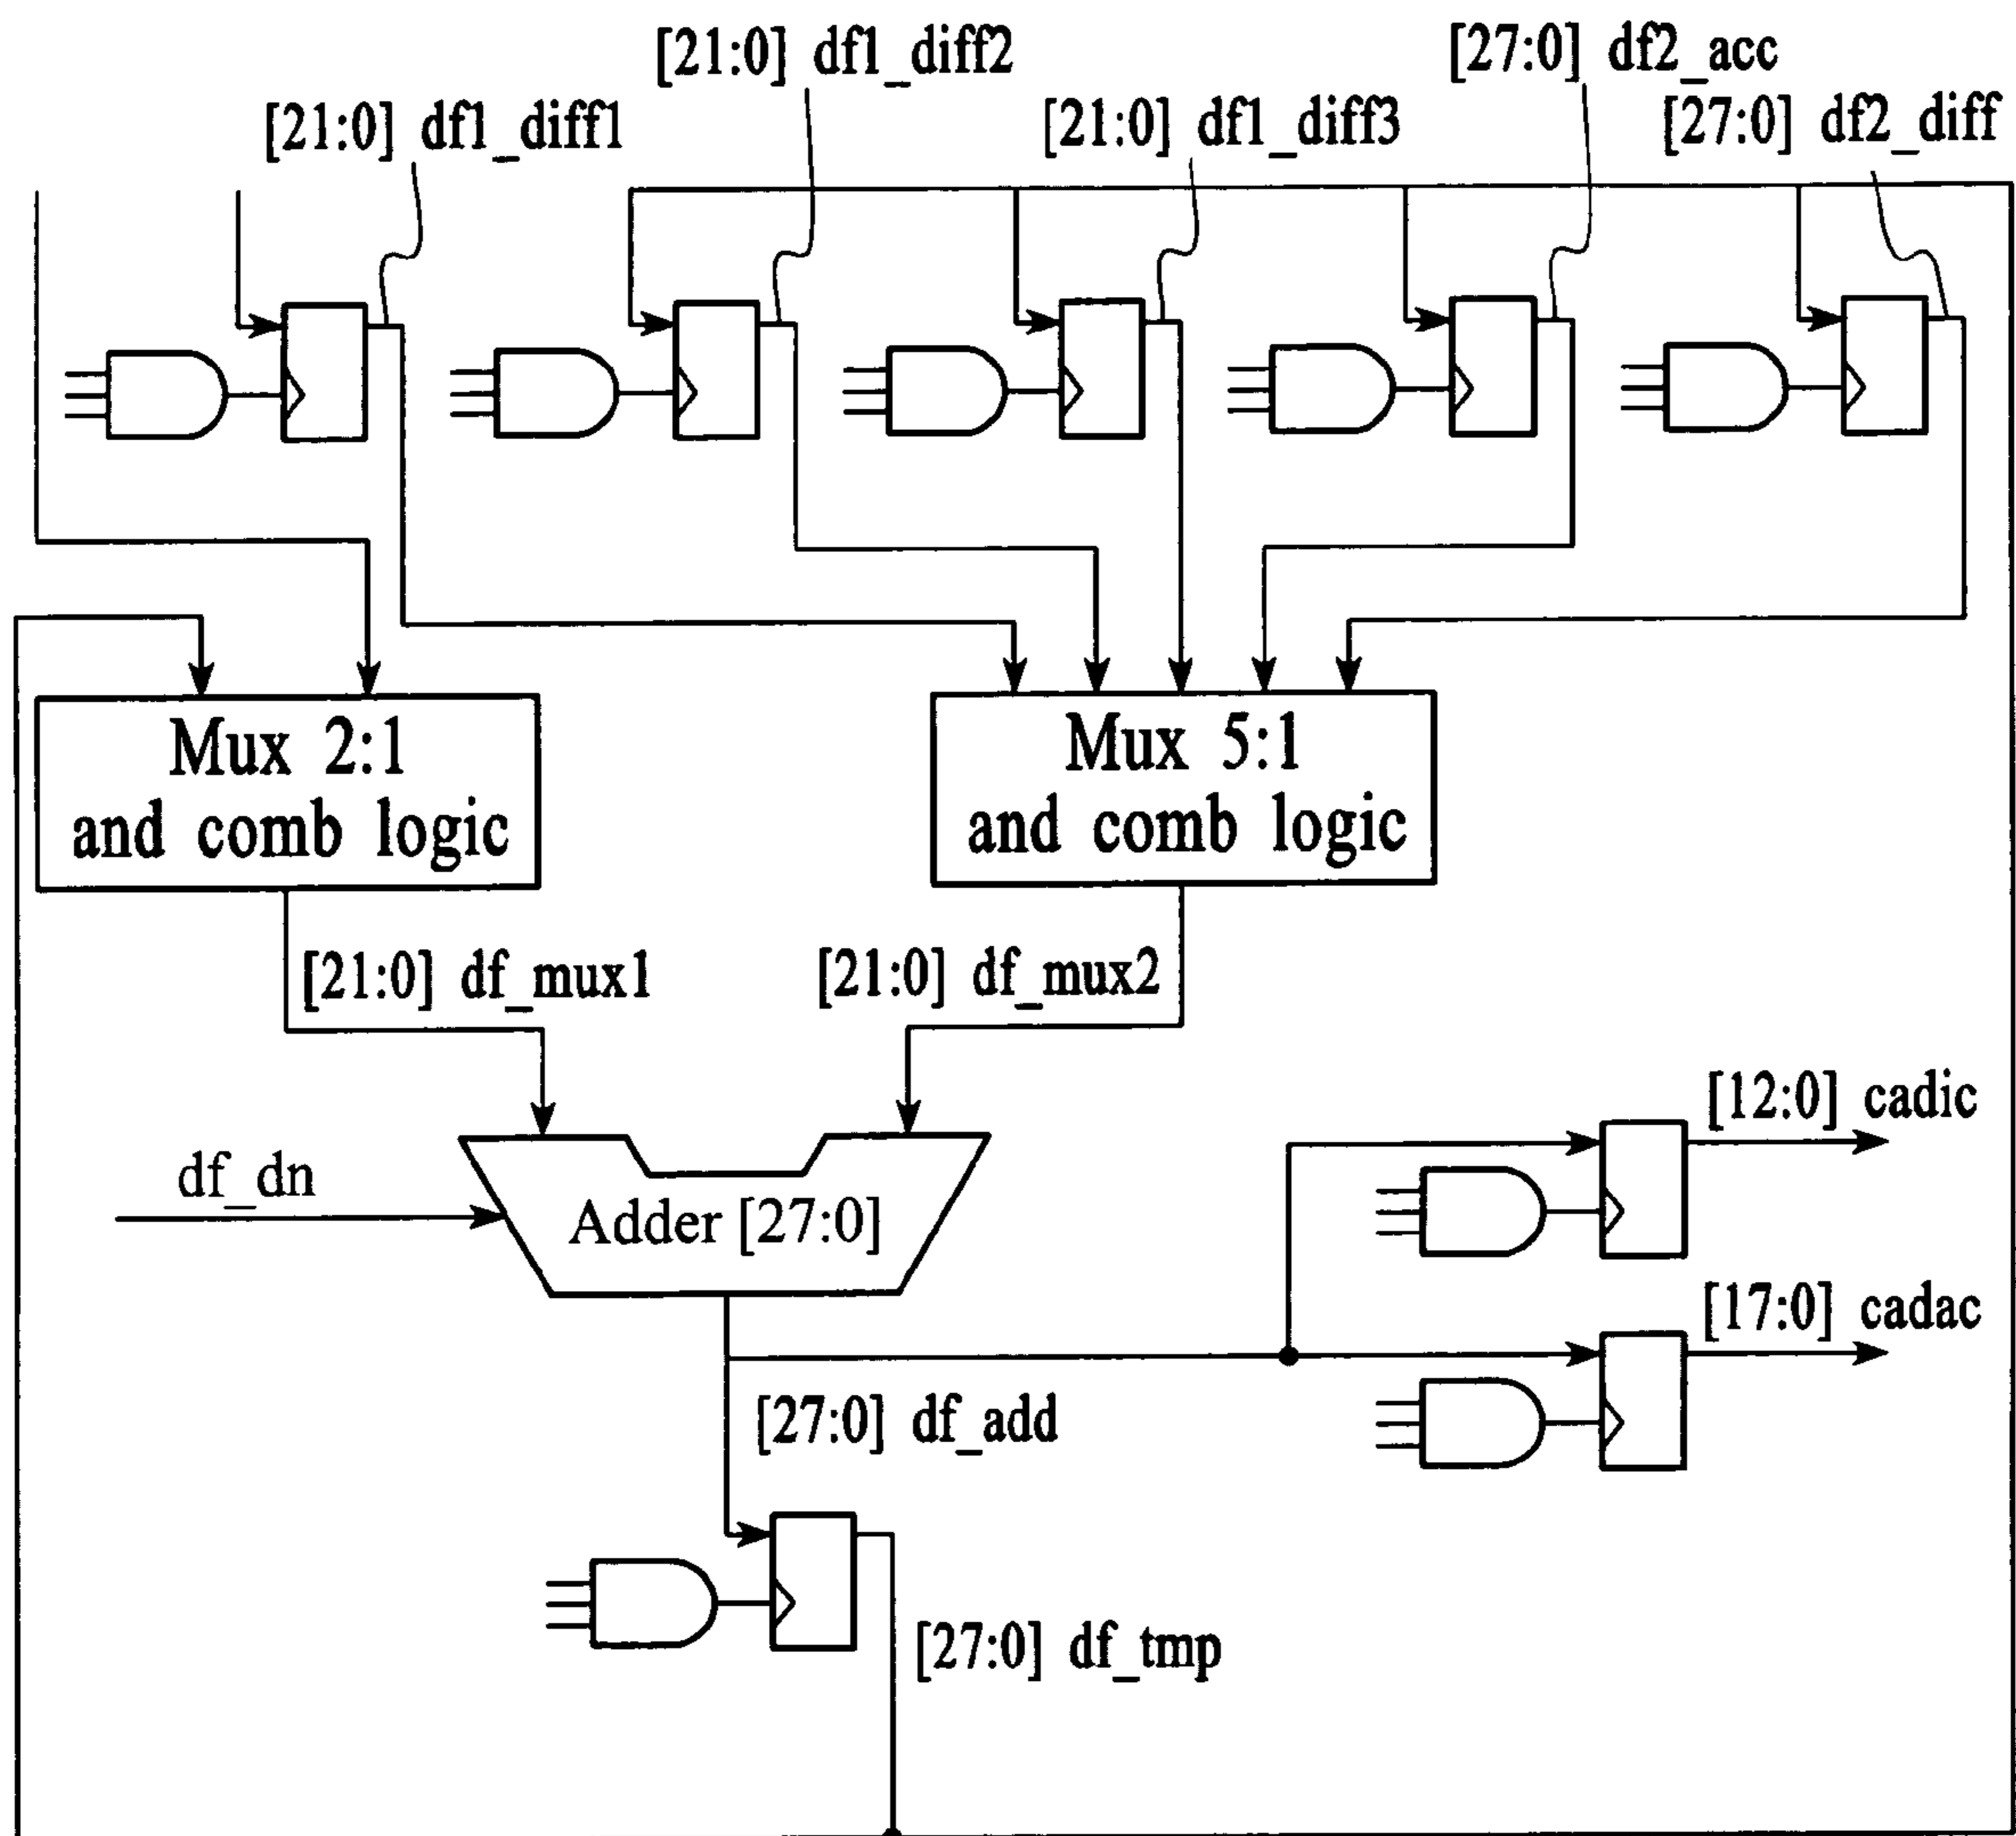 [21:0] df1_diff2
[27:0] df2_acc
[21:0] df1_diff1
[21:0] df1_diff3
[27:0] df2_diff
Mux 2:1
and comb logic
Mux 5:1
and comb logic
[21:0] df_mux1
[21:0] df_mux2
df_dn
Adder [27:0]
[12:0] cadic
[17:0] cadac
[27:0] df_add
[27:0] df_tmp